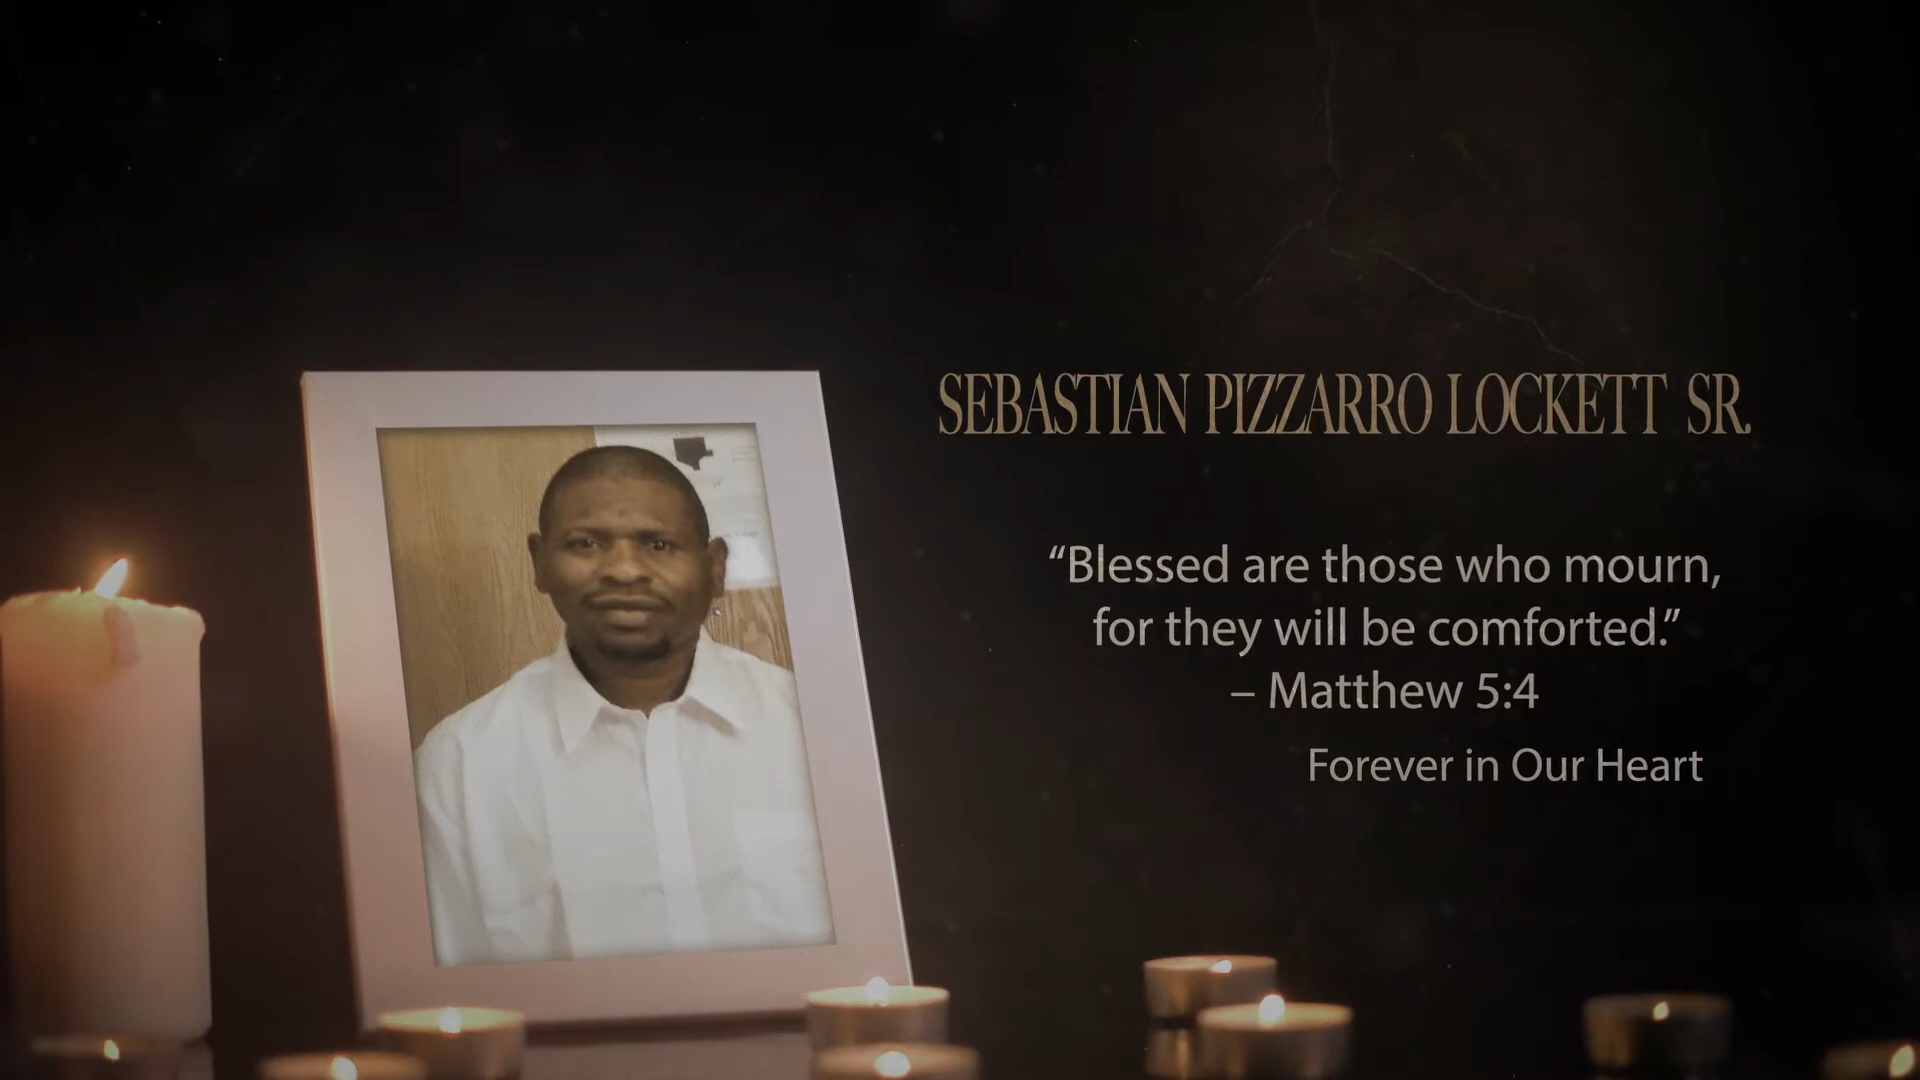 SEBASTIAN PIZZARRO LOCKETT SR.
“Blessed are those who mourn,
for they will be comforted.”
– Matthew 5:4
Forever in Our Heart